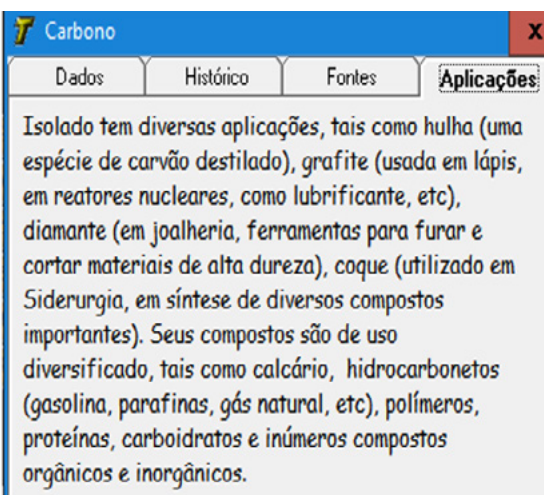 Carbono
X
Dados Histórico Fontes Aplicações
Isolado tem diversas aplicações, tais como hulha (uma
espécie de carvão destilado), grafite (usada em lápis,
em reatores nucleares, como lubrificante, etc),
diamante (em joalheria, ferramentas para furar e
cortar materiais de alta dureza), coque (utilizado em
Siderurgia, em síntese de diversos compostos
importantes). Seus compostos são de uso
diversificado, tais como calcário, hidrocarbonetos
(gasolina, parafinas, gás natural, etc), polímeros,
proteínas, carboidratos e inúmeros compostos
orgânicos e inorgânicos.